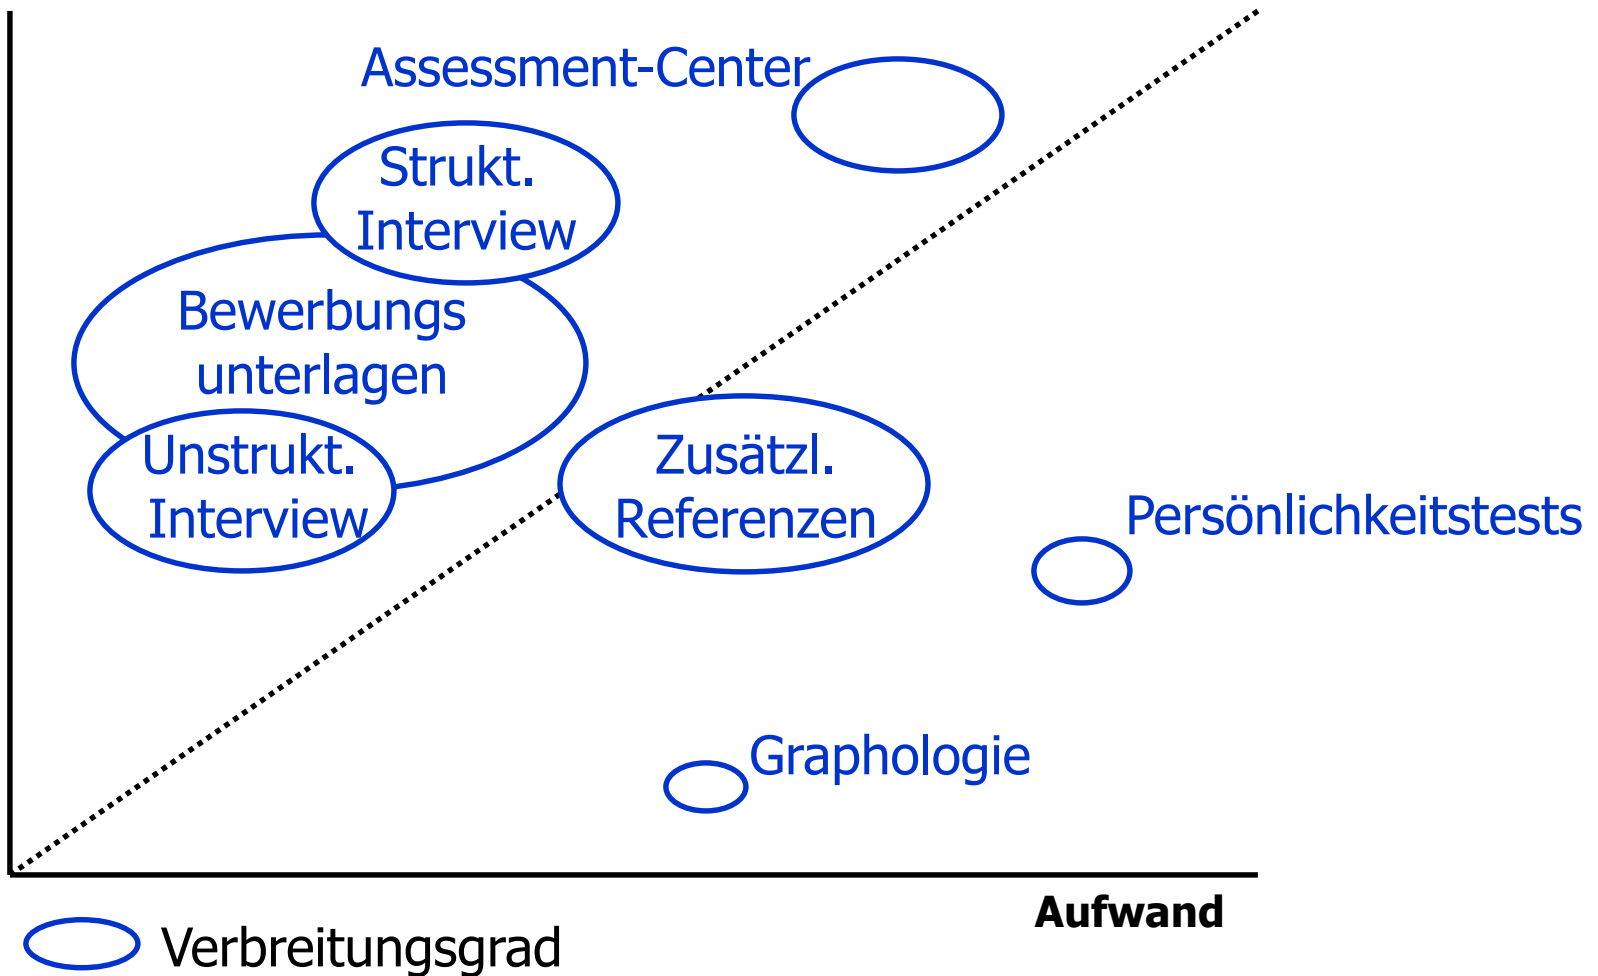 Assessment-Center
Strukt.
Interview
Bewerbungs
unterlagen
Unstrukt.
Interview
Zusätzl.
Referenzen
Persönlichkeitstests
Graphologie
Aufwand
Verbreitungsgrad